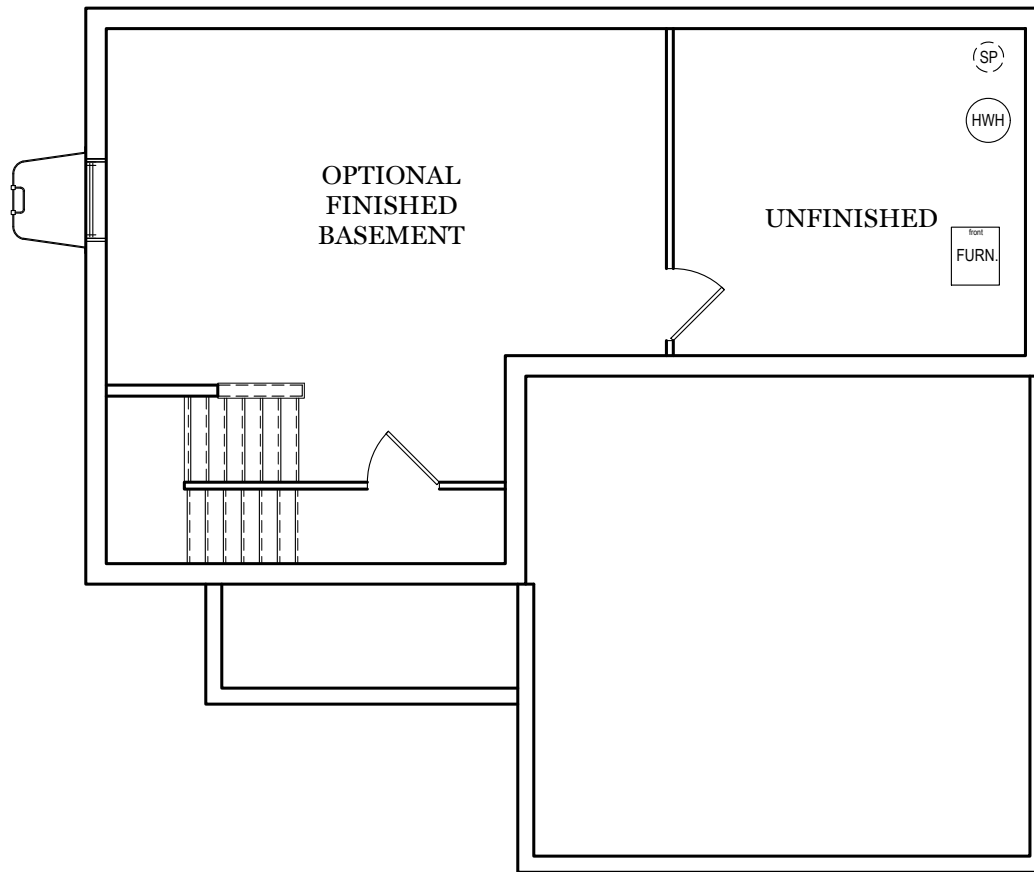 OPTIONAL
FINISHED
BASEMENT
UNFINISHED
SP
HWH
front
FURN.